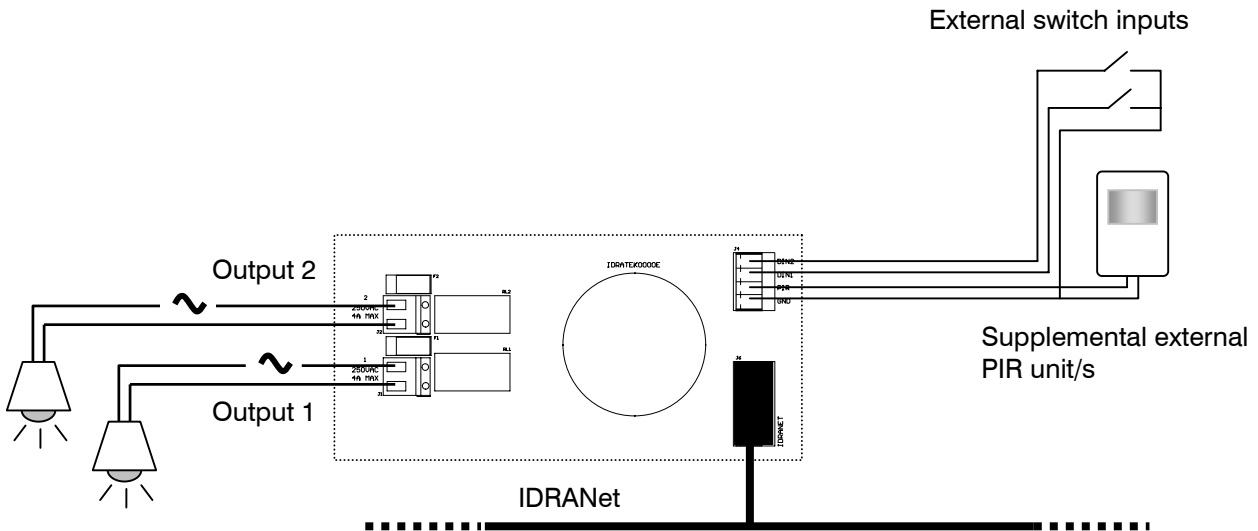 External switch inputs
Output 2
F2
2
250VAC
4A MAX
J2
RL2
F1
1
250VAC
4A MAX
J1
RL1
Output 1
IDRATEK0000E
J4
DIN2
DIN1
PIR
GND
Supplemental external
PIR unit/s
J6
IDRANET
IDRANet